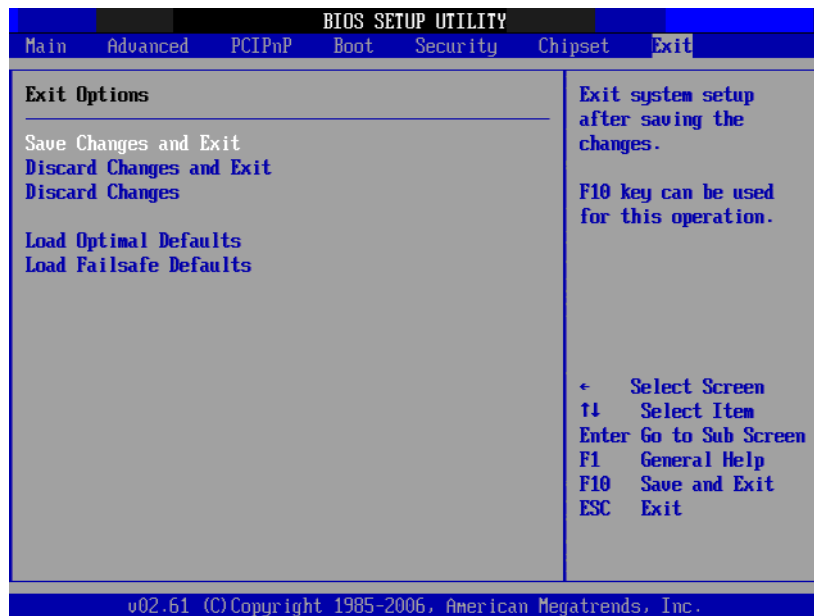 BIOS SETUP UTILITY
Main Advanced PCIPnP Boot Security Chipset Exit
Exit Options
Save Changes and Exit
Discard Changes and Exit
Discard Changes
Load Optimal Defaults
Load Failsafe Defaults
Exit system setup
after saving the
changes.
F10 key can be used
for this operation.
← Select Screen
↑↓ Select Item
Enter Go to Sub Screen
F1 General Help
F10 Save and Exit
ESC Exit
v02.61 (C)Copyright 1985-2006, American Megatrends, Inc.